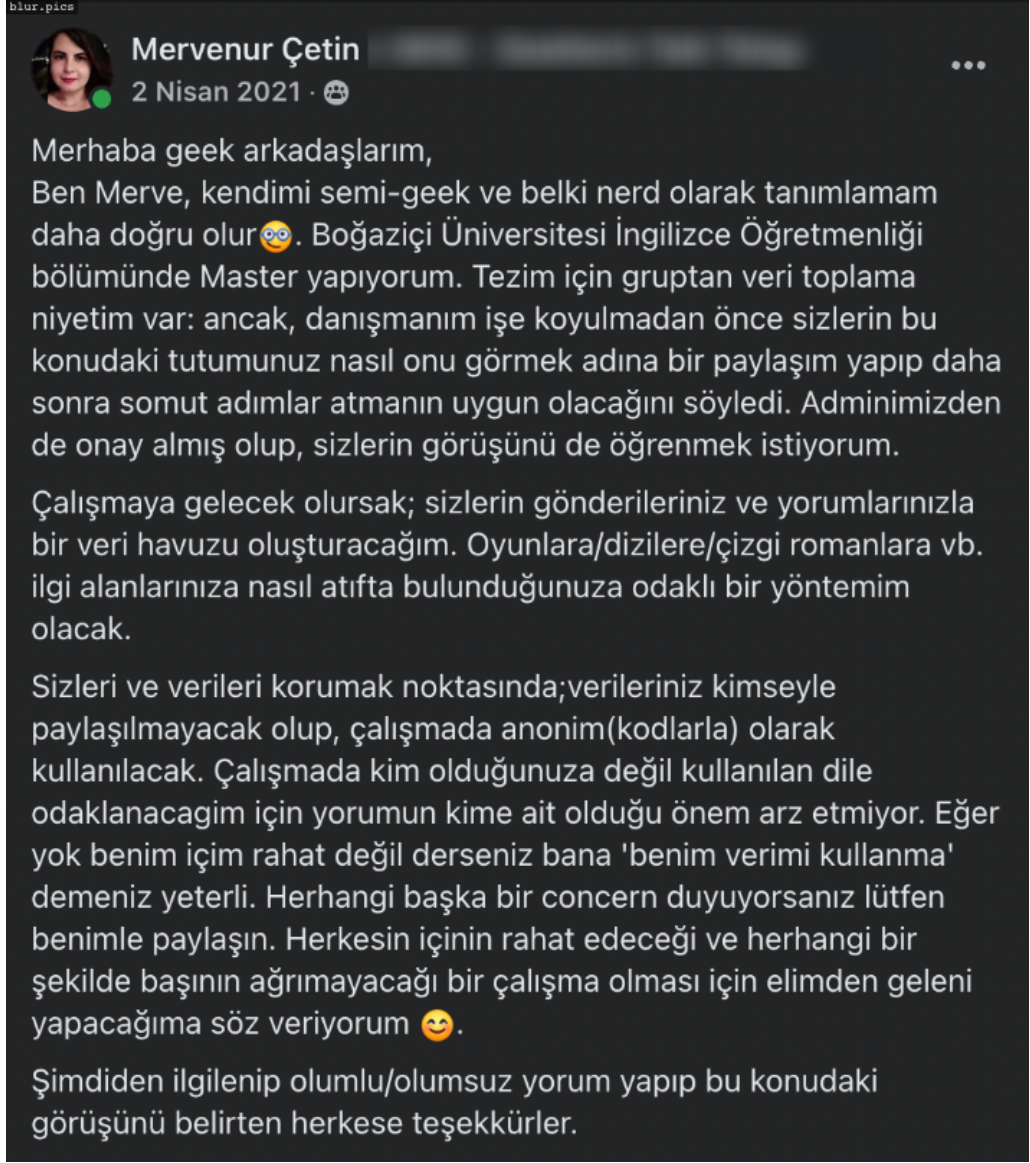 blur.pics
Mervenur Çetin
2 Nisan 2021 ·
Merhaba geek arkadaşlarım,
Ben Merve, kendimi semi-geek ve belki nerd olarak tanımlamam
daha doğru olur🤓. Boğaziçi Üniversitesi İngilizce Öğretmenliği
bölümünde Master yapıyorum. Tezim için gruptan veri toplama
niyetim var: ancak, danışmanım işe koyulmadan önce sizlerin bu
konudaki tutumunuz nasıl onu görmek adına bir paylaşım yapıp daha
sonra somut adımlar atmanın uygun olacağını söyledi. Adminimizden
de onay almış olup, sizlerin görüşünü de öğrenmek istiyorum.
Çalışmaya gelecek olursak; sizlerin gönderileriniz ve yorumlarınızla
bir veri havuzu oluşturacağım. Oyunlara/dizilere/çizgi romanlara vb.
ilgi alanlarınıza nasıl atıfta bulunduğunuza odaklı bir yöntemim
olacak.
Sizleri ve verileri korumak noktasında;verileriniz kimseyle
paylaşılmayacak olup, çalışmada anonim(kodlarla) olarak
kullanılacak. Çalışmada kim olduğunuza değil kullanılan dile
odaklanacagim için yorumun kime ait olduğu önem arz etmiyor. Eğer
yok benim içim rahat değil derseniz bana 'benim verimi kullanma'
demeniz yeterli. Herhangi başka bir concern duyuyorsanız lütfen
benimle paylaşın. Herkesin içinin rahat edeceği ve herhangi bir
şekilde başının ağrımayacağı bir çalışma olması için elimden geleni
yapacağıma söz veriyorum 😊.
Şimdiden ilgilenip olumlu/olumsuz yorum yapıp bu konudaki
görüşünü belirten herkese teşekkürler.